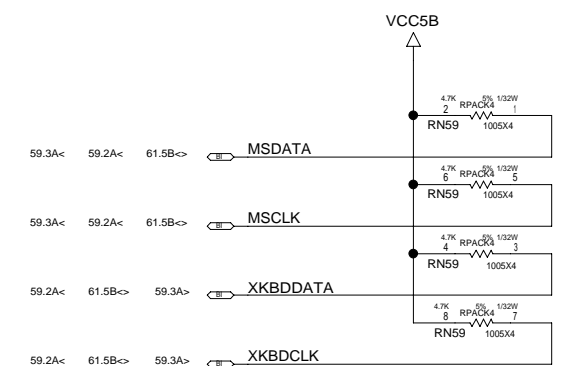 VCC5B
4.7K 5% 1/32W
2 RPACK4 1
RN59 1005X4
59.3A< 59.2A< 61.5B<> BI MSDATA
4.7K 5% 1/32W
6 RPACK4 5
RN59 1005X4
59.3A< 59.2A< 61.5B<> BI MSCLK
4.7K 5% 1/32W
4 RPACK4 3
RN59 1005X4
59.2A< 61.5B<> 59.3A> BI XKBDDATA
4.7K 5% 1/32W
8 RPACK4 7
RN59 1005X4
59.2A< 61.5B<> 59.3A> BI XKBDCLK